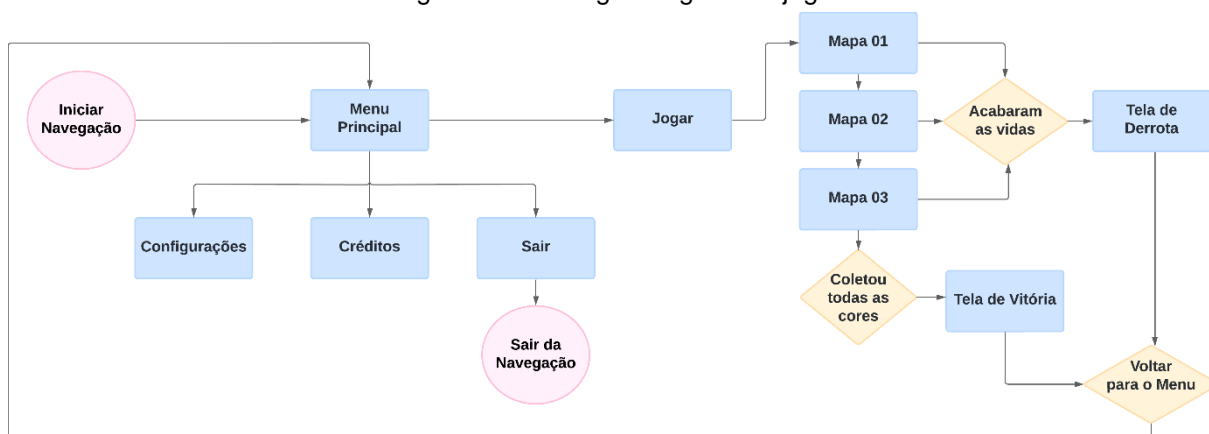 Mapa 01
Iniciar
Navegação
Menu
Principal
Jogar
Mapa 02
Acabaram
as vidas
Tela de
Derrota
Mapa 03
Configurações
Créditos
Sair
Coletou
todas as
cores
Tela de Vitória
Sair da
Navegação
Voltar
para o Menu